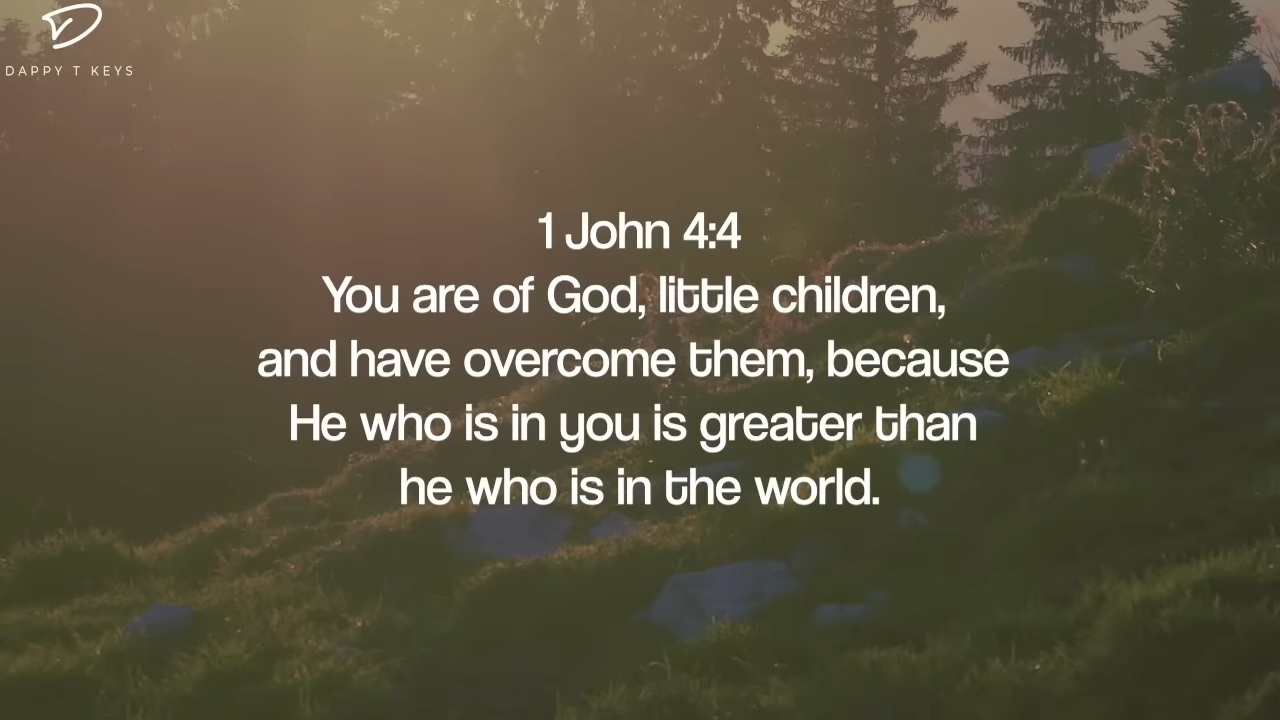 DAPPY T KEYS
1 John 4:4
You are of God, little children,
and have overcome them, because
He who is in you is greater than
he who is in the world.